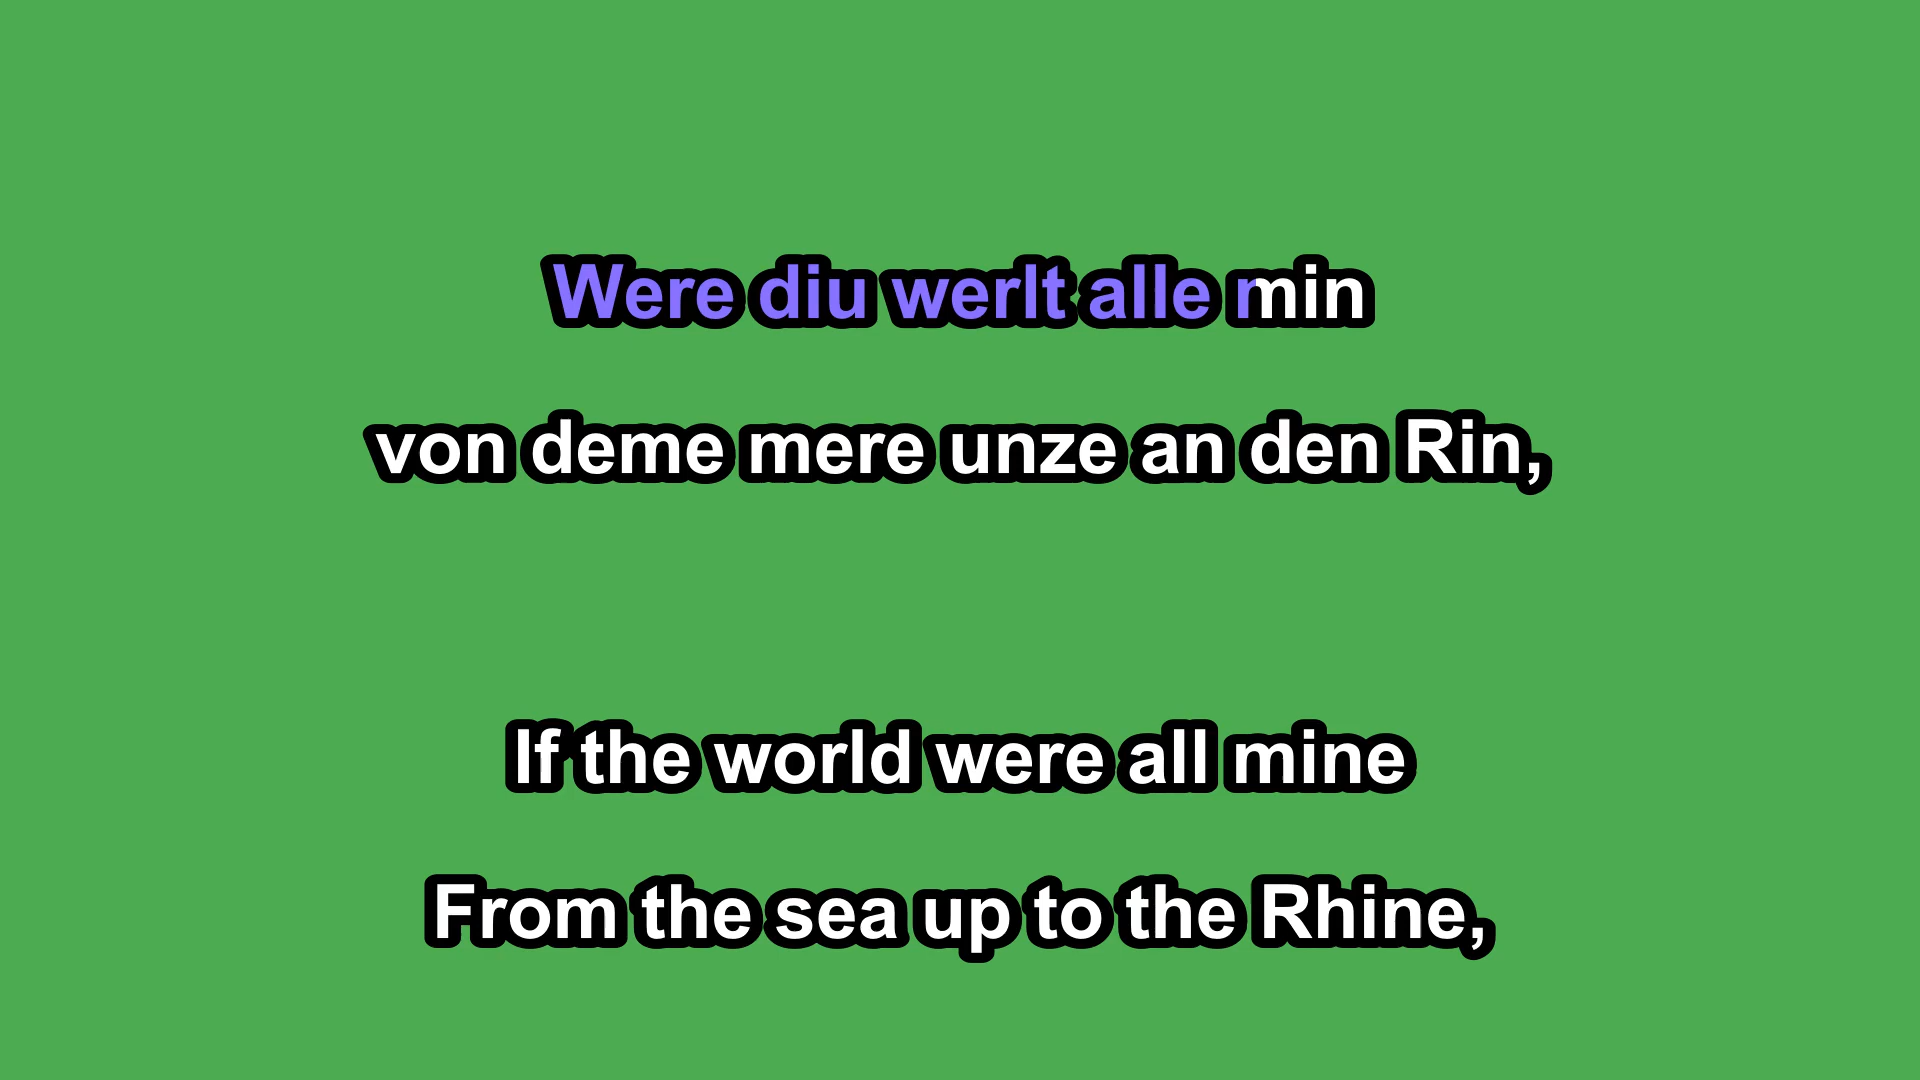 Were diu werlt alle min
von deme mere unze an den Rin,
If the world were all mine
From the sea up to the Rhine,